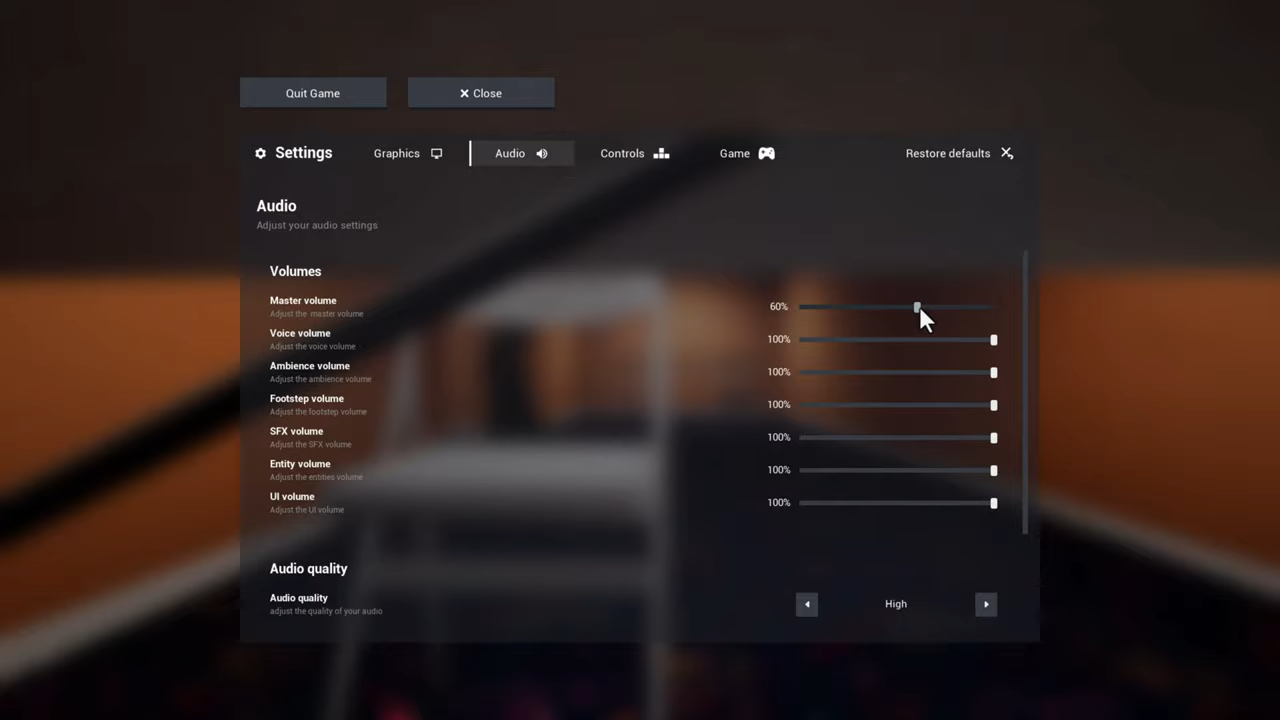 Quit Game
Close
Settings
Graphics
Audio
Controls
Game
Restore defaults
Audio
Adjust your audio settings
Volumes
Master volume
Adjust the master volume
60%
Voice volume
Adjust the voice volume
100%
Ambience volume
Adjust the ambience volume
100%
Footstep volume
Adjust the footstep volume
100%
SFX volume
Adjust the SFX volume
100%
Entity volume
Adjust the entities volume
100%
UI volume
Adjust the UI volume
100%
Audio quality
Audio quality
adjust the quality of your audio
High